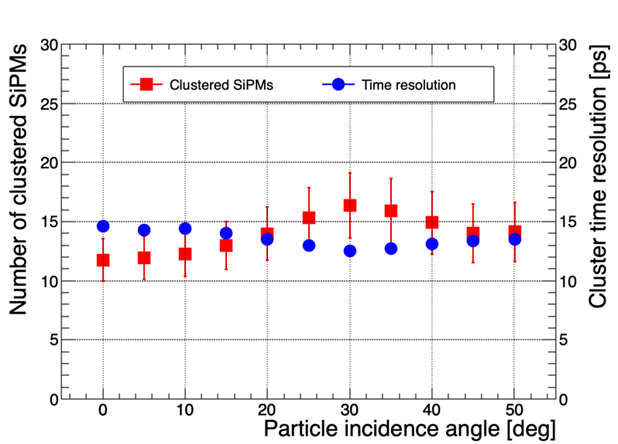 Number of clustered SiPMs
30
25
20
15
10
5
0
Clustered SiPMs
Time resolution
30
25
20
15
10
5
0
Cluster time resolution [ps]
0 10 20 30 40 50
Particle incidence angle [deg]